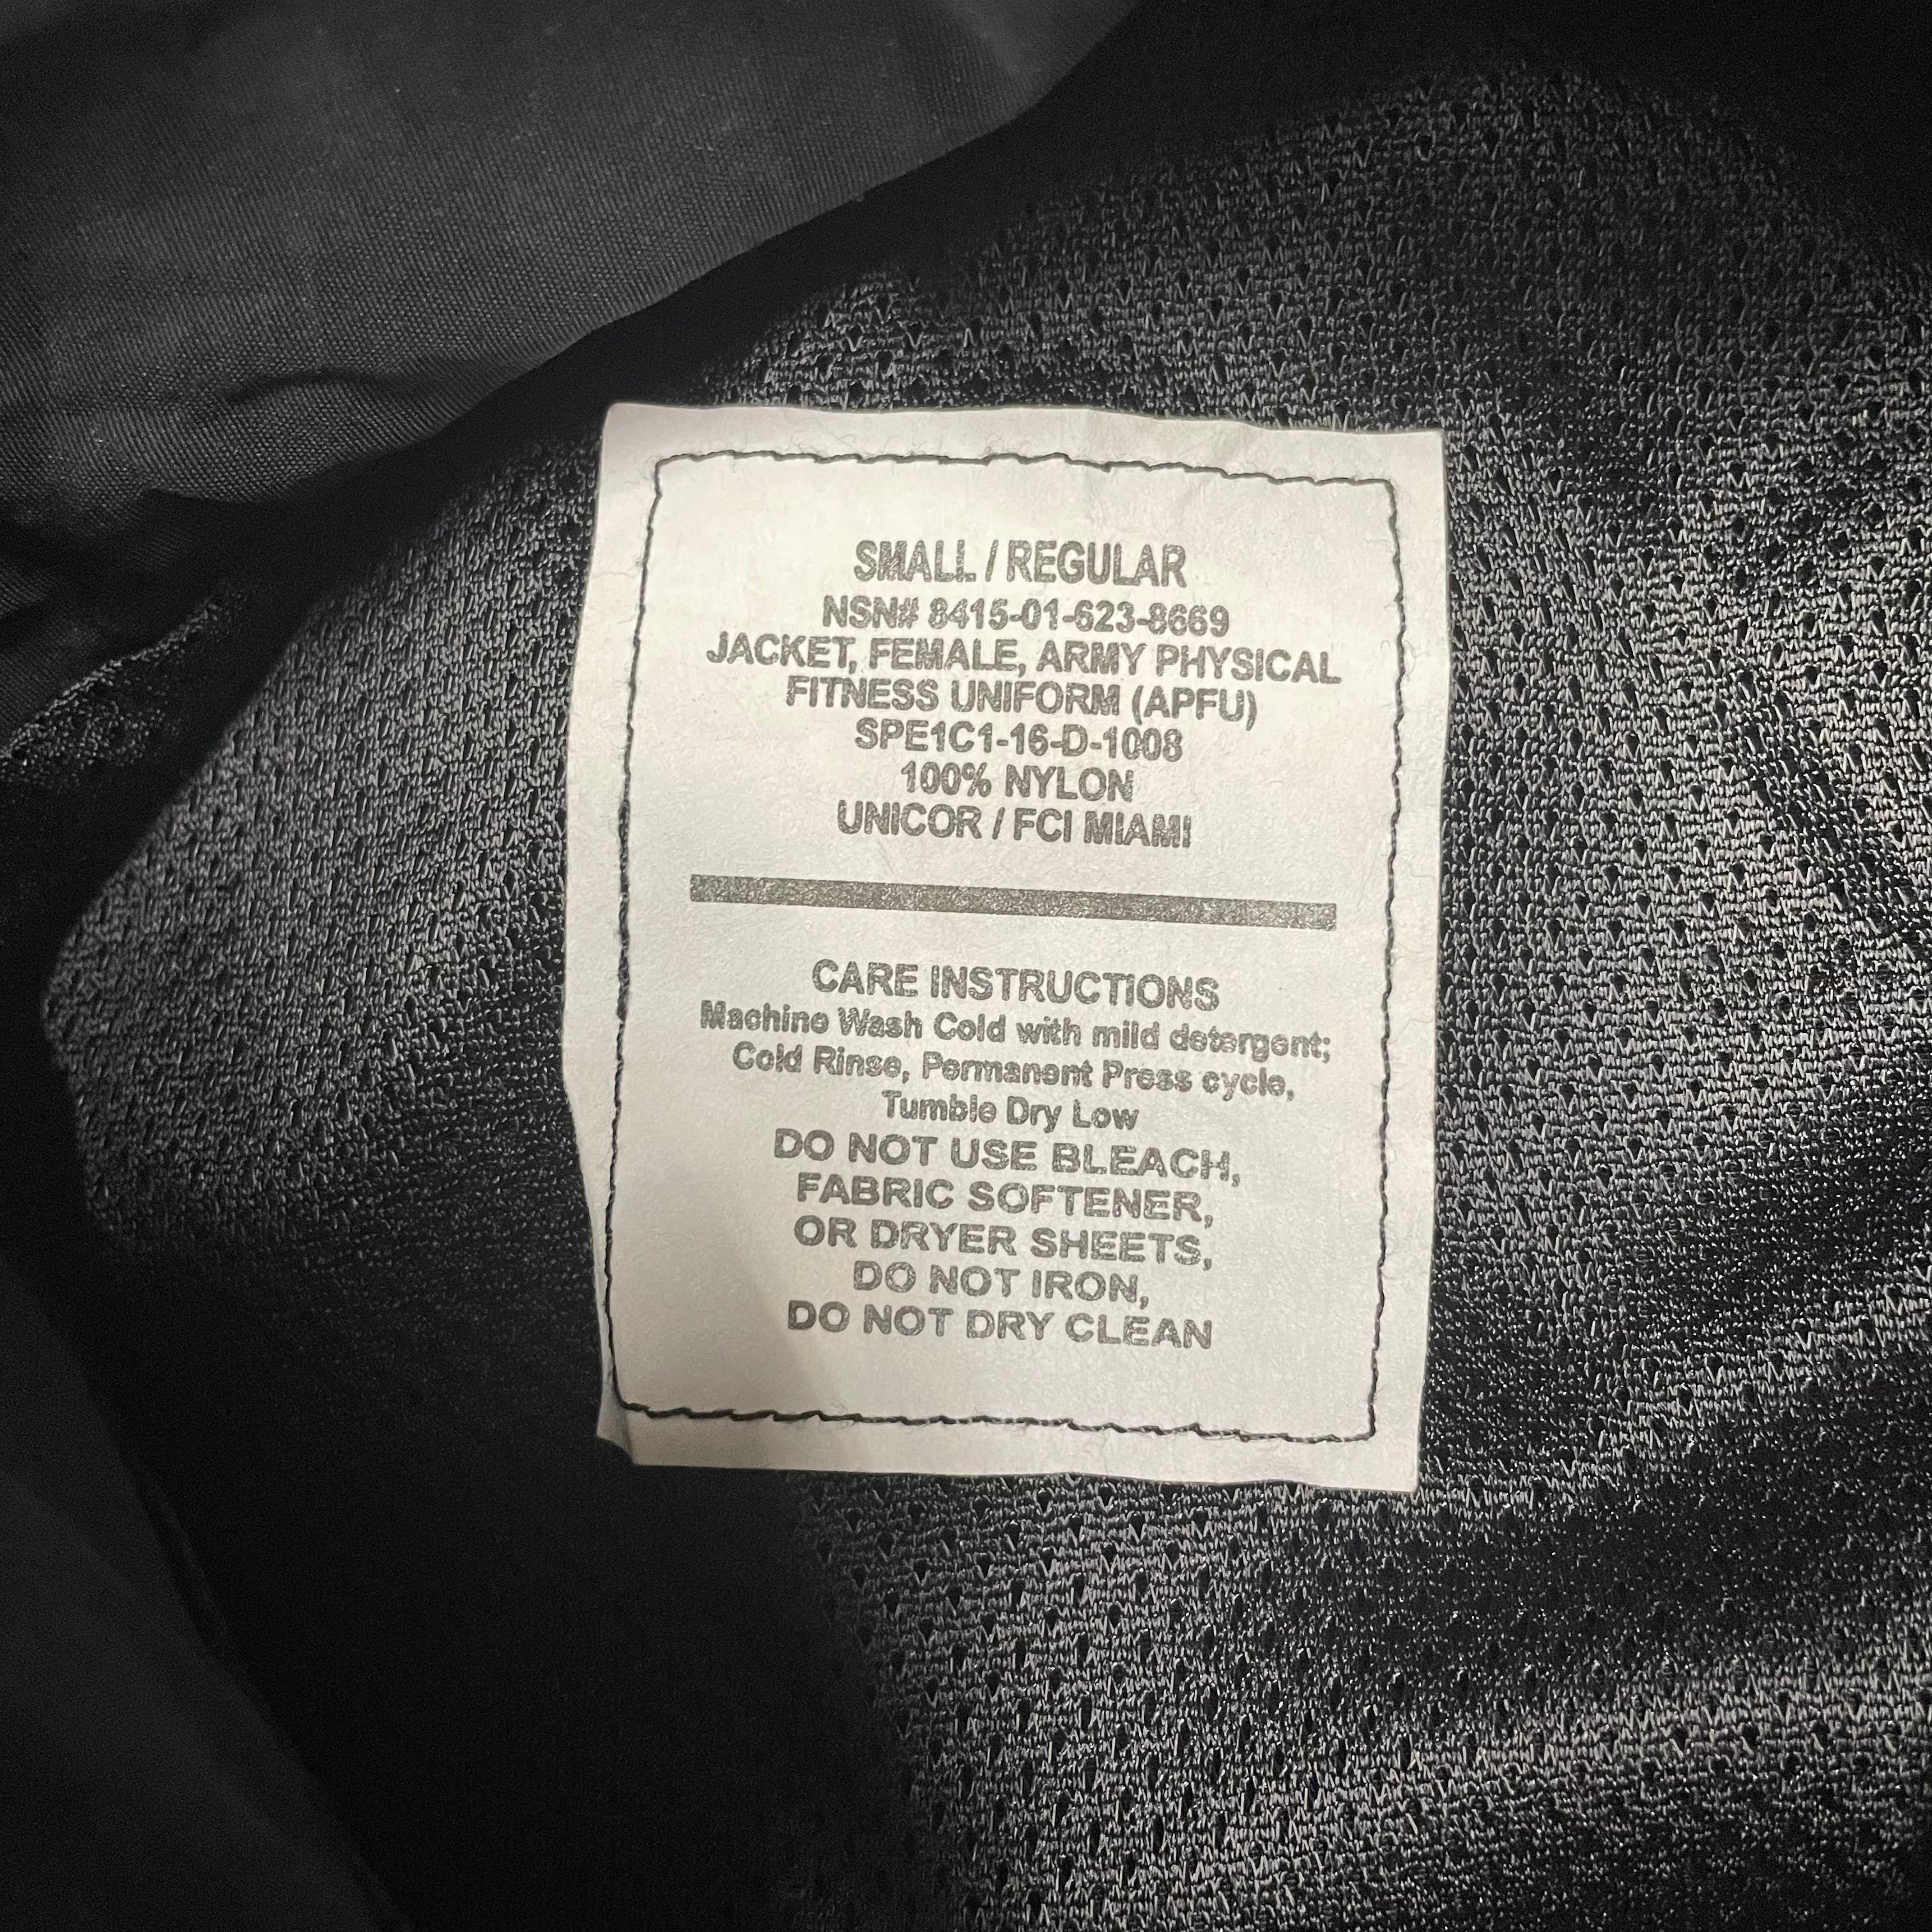 SMALL / REGULAR
NSN# 8415-01-623-8669
JACKET, FEMALE, ARMY PHYSICAL
FITNESS UNIFORM (APFU)
SPE1C1-16-D-1008
100% NYLON
UNICOR / FCI MIAMI
CARE INSTRUCTIONS
Machine Wash Cold with mild detergent;
Cold Rinse, Permanent Press cycle,
Tumble Dry Low
DO NOT USE BLEACH,
FABRIC SOFTENER,
OR DRYER SHEETS,
DO NOT IRON,
DO NOT DRY CLEAN